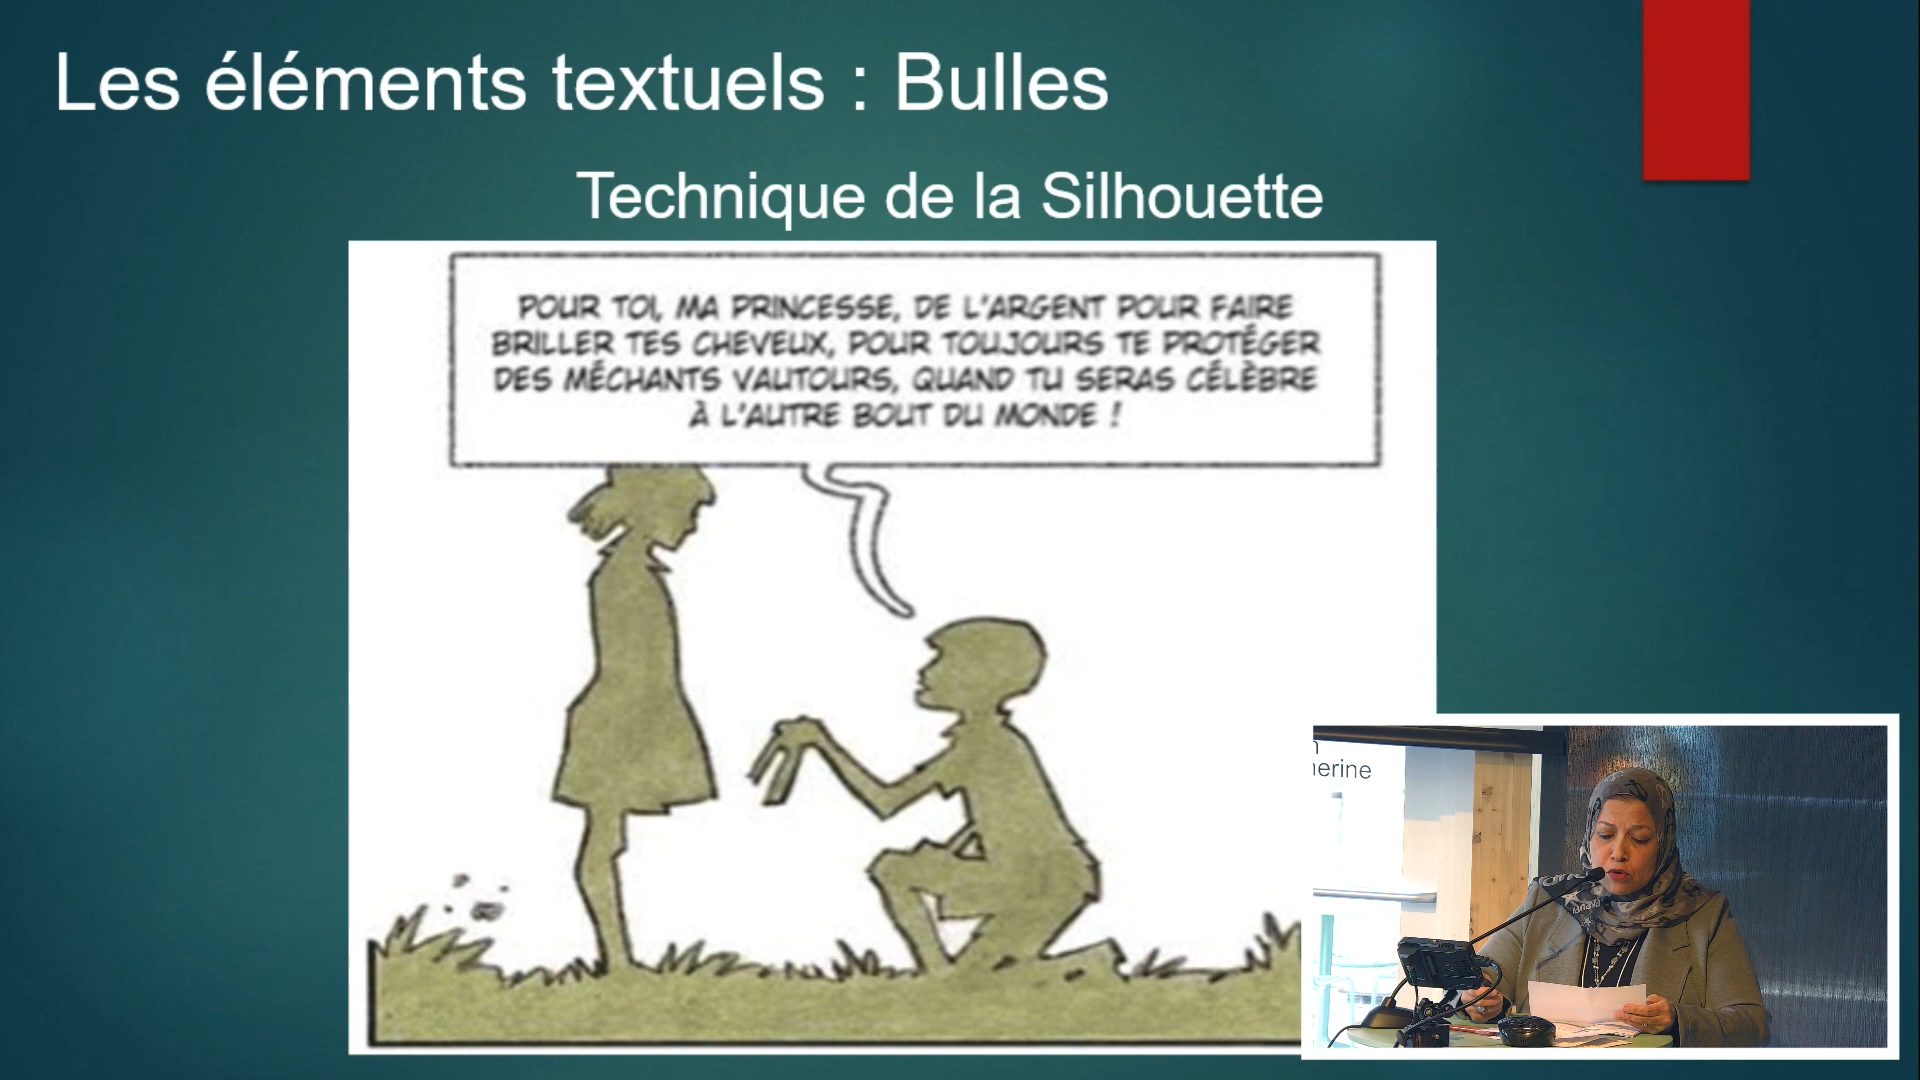 Les éléments textuels : Bulles
Technique de la Silhouette
POUR TOI, MA PRINCESSE, DE L'ARGENT POUR FAIRE
BRILLER TES CHEVEUX, POUR TOUJOURS TE PROTÉGER
DES MÉCHANTS VAUTOURS, QUAND TU SERAS CÉLÈBRE
À L'AUTRE BOUT DU MONDE !
herine